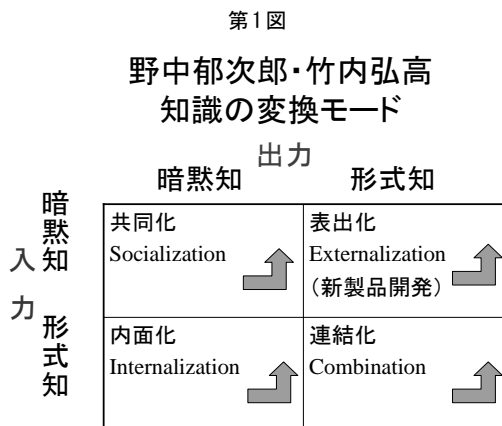 第1図
野中郁次郎・竹内弘高
知識の変換モード
出力
暗黙知 形式知
入力
暗黙知
共同化
Socialization
表出化
Externalization
(新製品開発)
形式知
内面化
Internalization
連結化
Combination